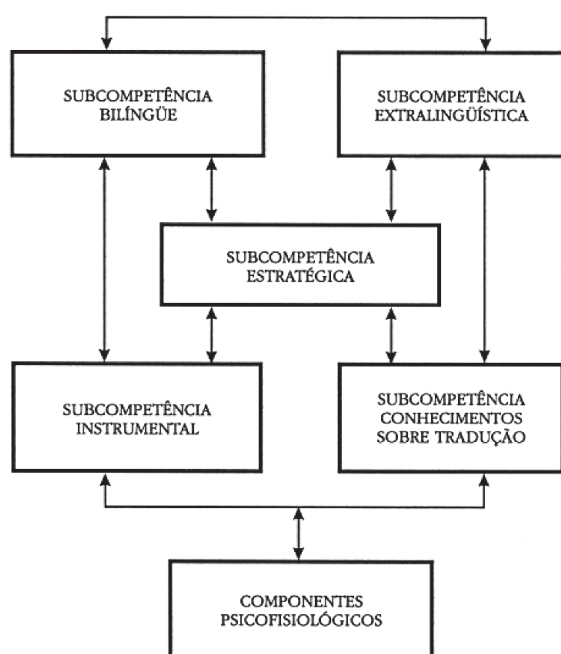 SUBCOMPETÊNCIA
BILÍNGÜE
SUBCOMPETÊNCIA
EXTRALINGÜÍSTICA
SUBCOMPETÊNCIA
ESTRATÉGICA
SUBCOMPETÊNCIA
INSTRUMENTAL
SUBCOMPETÊNCIA
CONHECIMENTOS
SOBRE TRADUÇÃO
COMPONENTES
PSICOFISIOLÓGICOS